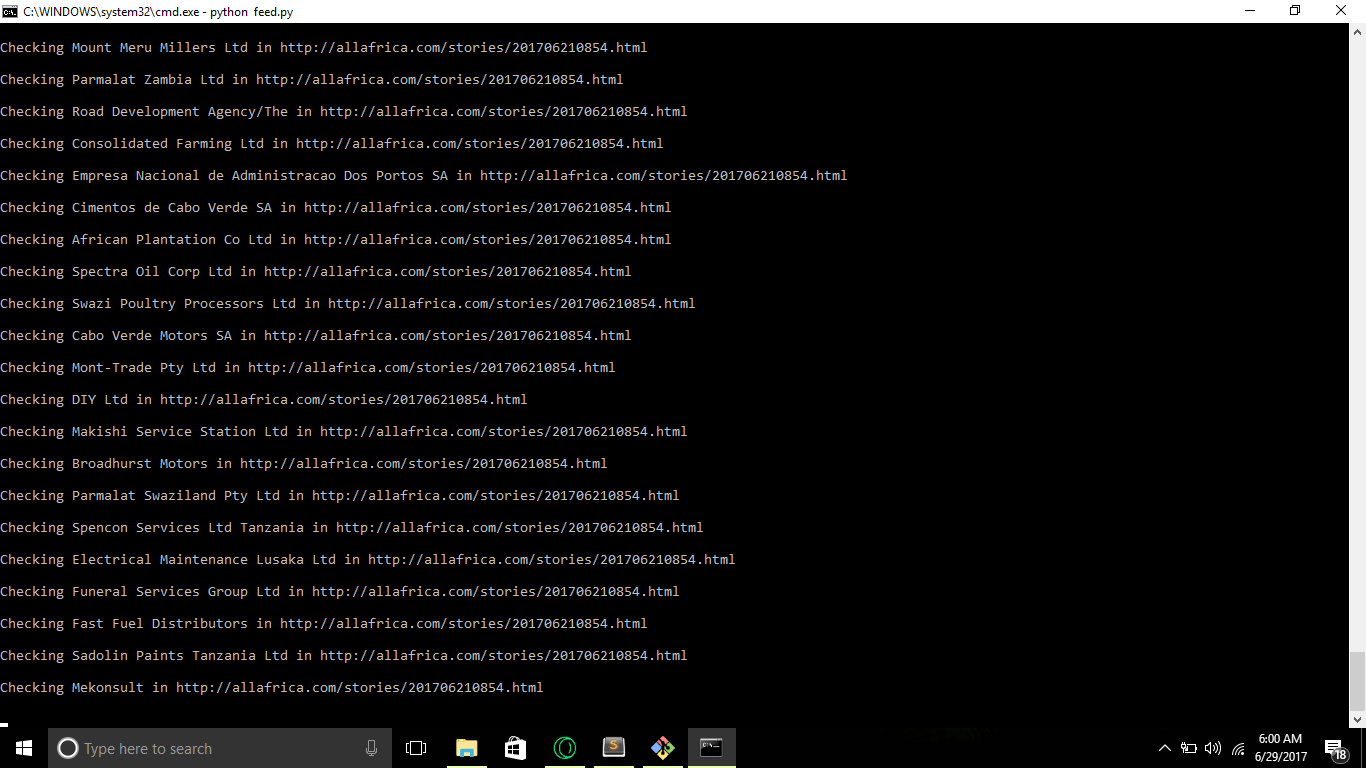 C:\WINDOWS\system32\cmd.exe - python  feed.py
Checking Mount Meru Millers Ltd in http://allafrica.com/stories/201706210854.html
Checking Parmalat Zambia Ltd in http://allafrica.com/stories/201706210854.html
Checking Road Development Agency/The in http://allafrica.com/stories/201706210854.html
Checking Consolidated Farming Ltd in http://allafrica.com/stories/201706210854.html
Checking Empresa Nacional de Administracao Dos Portos SA in http://allafrica.com/stories/201706210854.html
Checking Cimentos de Cabo Verde SA in http://allafrica.com/stories/201706210854.html
Checking African Plantation Co Ltd in http://allafrica.com/stories/201706210854.html
Checking Spectra Oil Corp Ltd in http://allafrica.com/stories/201706210854.html
Checking Swazi Poultry Processors Ltd in http://allafrica.com/stories/201706210854.html
Checking Cabo Verde Motors SA in http://allafrica.com/stories/201706210854.html
Checking Mont-Trade Pty Ltd in http://allafrica.com/stories/201706210854.html
Checking DIY Ltd in http://allafrica.com/stories/201706210854.html
Checking Makishi Service Station Ltd in http://allafrica.com/stories/201706210854.html
Checking Broadhurst Motors in http://allafrica.com/stories/201706210854.html
Checking Parmalat Swaziland Pty Ltd in http://allafrica.com/stories/201706210854.html
Checking Spencon Services Ltd Tanzania in http://allafrica.com/stories/201706210854.html
Checking Electrical Maintenance Lusaka Ltd in http://allafrica.com/stories/201706210854.html
Checking Funeral Services Group Ltd in http://allafrica.com/stories/201706210854.html
Checking Fast Fuel Distributors in http://allafrica.com/stories/201706210854.html
Checking Sadolin Paints Tanzania Ltd in http://allafrica.com/stories/201706210854.html
Checking Mekonsult in http://allafrica.com/stories/201706210854.html
Type here to search
6:00 AM
6/29/2017
18